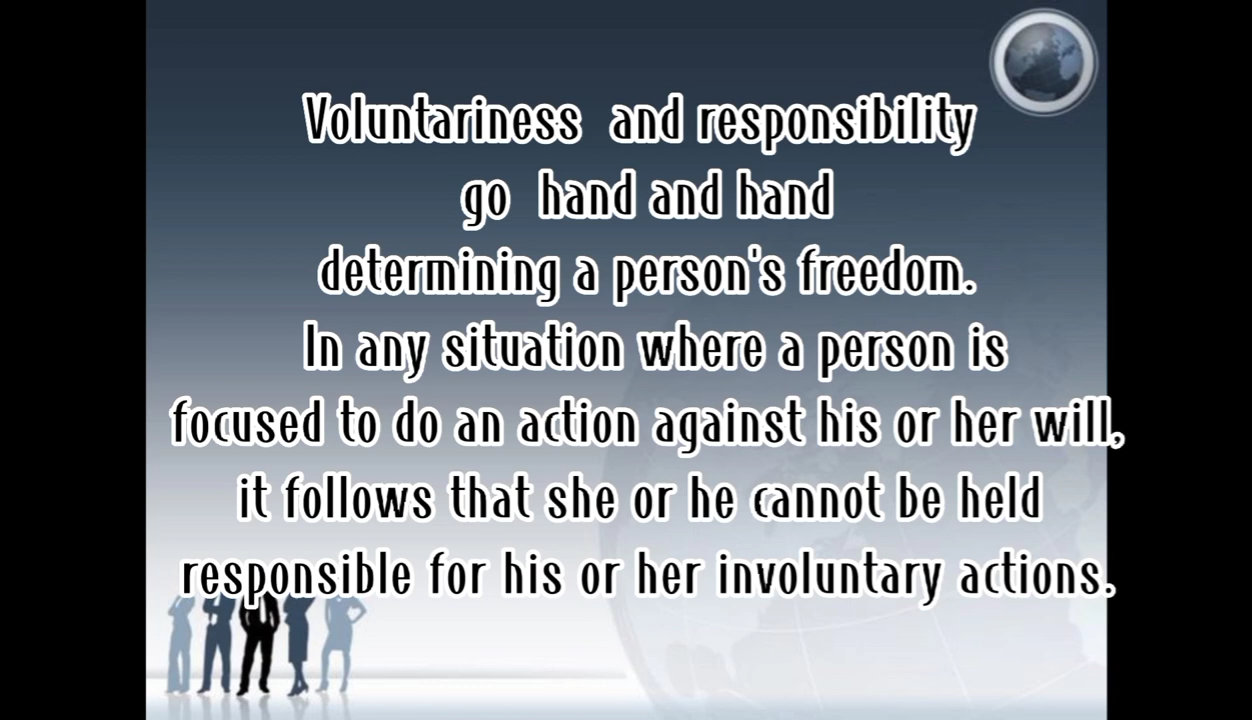 Voluntariness and responsibility
go hand and hand
determining a person's freedom.
In any situation where a person is
focused to do an action against his or her will,
it follows that she or he cannot be held
responsible for his or her involuntary actions.